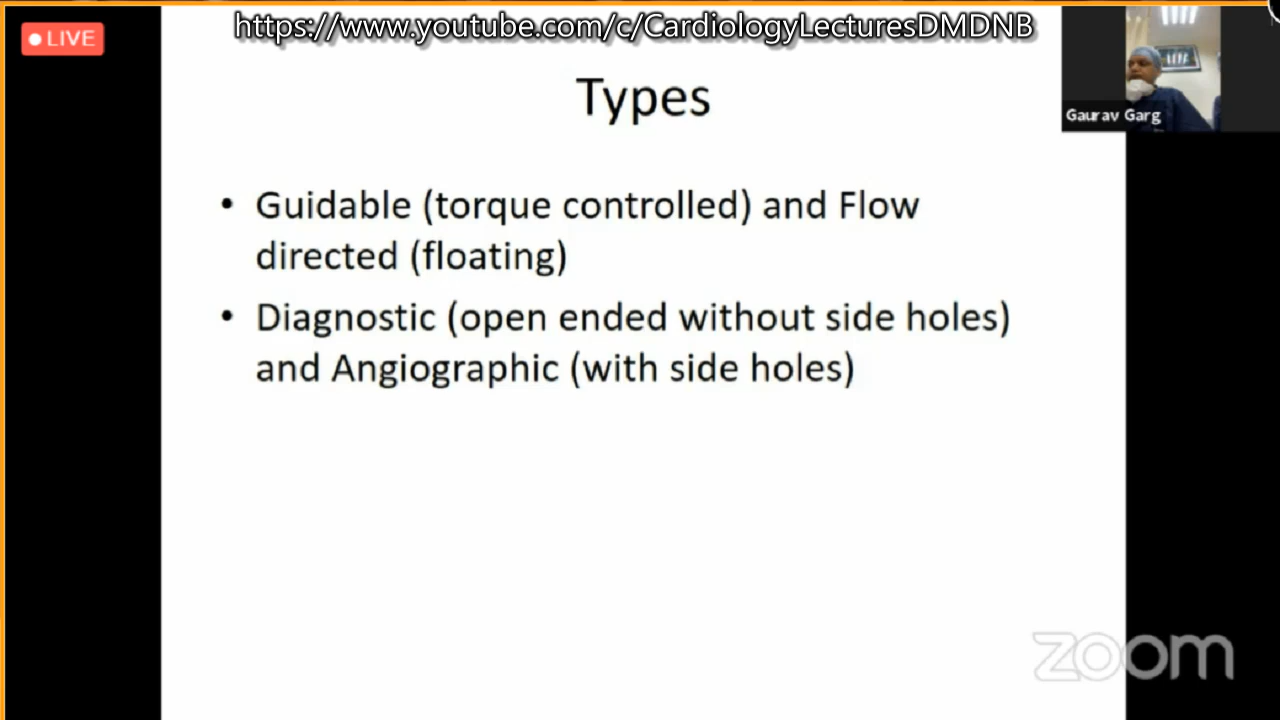 https://www.youtube.com/c/CardiologyLecturesDMDNB
LIVE
Types
Gaurav Garg
• Guidable (torque controlled) and Flow
directed (floating)
• Diagnostic (open ended without side holes)
and Angiographic (with side holes)
zoom